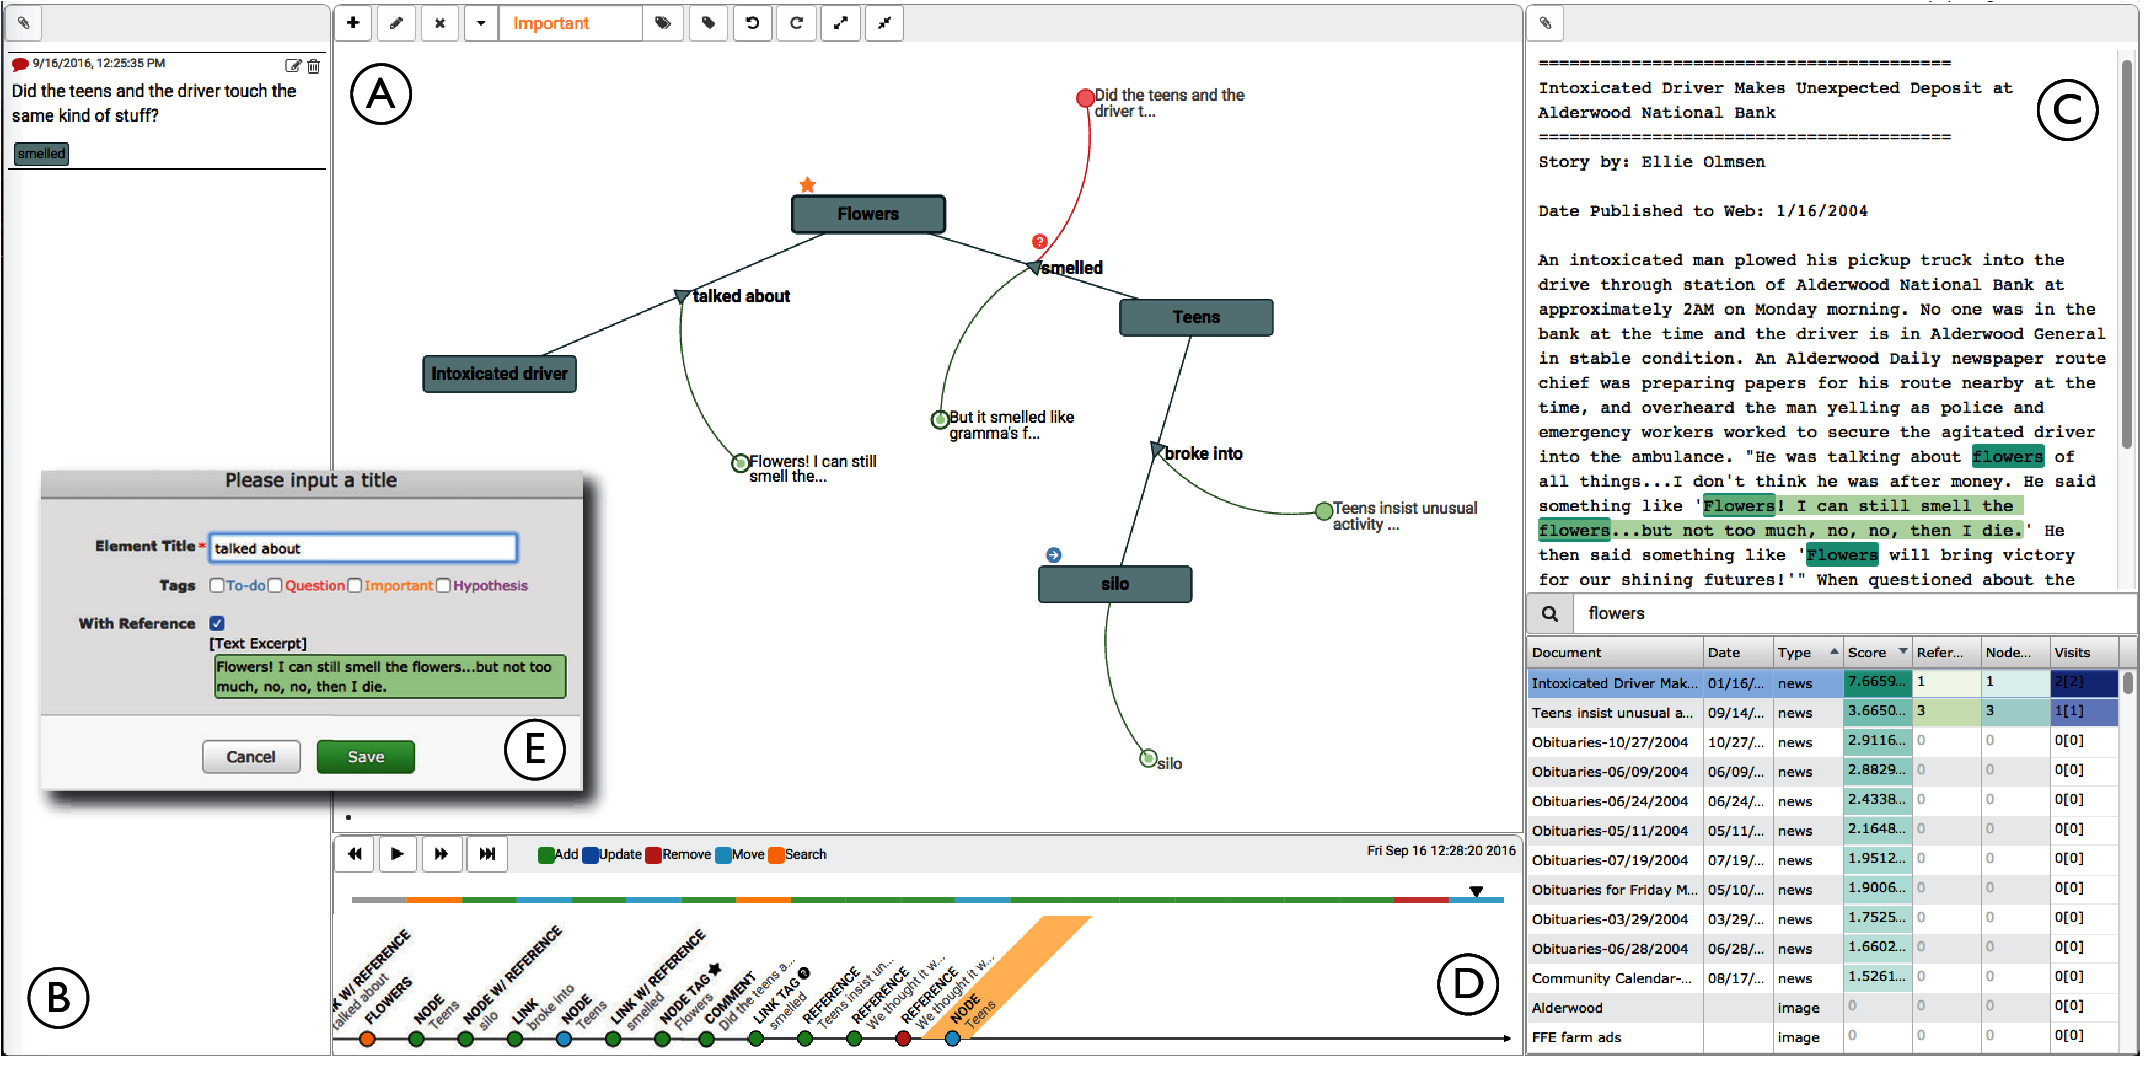 9/16/2016, 12:25:35 PM
Did the teens and the driver touch the
same kind of stuff?
smelled
B
Important
A
Did the teens and the
driver t...
Flowers
smelled
talked about
Teens
Intoxicated driver
But it smelled like
gramma's f...
broke into
Flowers! I can still
smell the...
Teens insist unusual
activity ...
silo
silo
Please input a title
Element Title*
talked about
Tags
To-do
Question
Important
Hypothesis
With Reference
[Text Excerpt]
Flowers! I can still smell the flowers...but not too
much, no, no, then I die.
Cancel
Save
E
Add Update Remove Move Search
Fri Sep 16 12:28:20 2016
K W/ REFERENCE
talked about
FLOWERS
NODE
Teens
NODE W/ REFERENCE
silo
LINK
broke into
NODE
Teens
LINK W/ REFERENCE
smelled
NODE TAG
Flowers
COMMENT
Did the teens a...
LINK TAG
smelled
REFERENCE
Teens insist un...
REFERENCE
We thought it w...
REFERENCE
We thought it w...
NODE
Teens
D
========================================
Intoxicated Driver Makes Unexpected Deposit at
Alderwood National Bank
========================================
Story by: Ellie Olmsen
Date Published to Web: 1/16/2004
An intoxicated man plowed his pickup truck into the
drive through station of Alderwood National Bank at
approximately 2AM on Monday morning. No one was in the
bank at the time and the driver is in Alderwood General
in stable condition. An Alderwood Daily newspaper route
chief was preparing papers for his route nearby at the
time, and overheard the man yelling as police and
emergency workers worked to secure the agitated driver
into the ambulance. "He was talking about flowers of
all things...I don't think he was after money. He said
something like 'Flowers! I can still smell the
flowers...but not too much, no, no, then I die.' He
then said something like 'Flowers will bring victory
for our shining futures!'" When questioned about the
C
flowers
Document Date Type Score Refer... Node... Visits
Intoxicated Driver Mak... 01/16/... news 7.6659... 1 1 2[2]
Teens insist unusual a... 09/14/... news 3.6650... 3 3 1[1]
Obituaries-10/27/2004 10/27/... news 2.9116... 0 0 0[0]
Obituaries-06/09/2004 06/09/... news 2.8829... 0 0 0[0]
Obituaries-06/24/2004 06/24/... news 2.4338... 0 0 0[0]
Obituaries-05/11/2004 05/11/... news 2.1648... 0 0 0[0]
Obituaries-07/19/2004 07/19/... news 1.9512... 0 0 0[0]
Obituaries for Friday M... 05/10/... news 1.9006... 0 0 0[0]
Obituaries-03/29/2004 03/29/... news 1.7525... 0 0 0[0]
Obituaries-06/28/2004 06/28/... news 1.6602... 0 0 0[0]
Community Calendar-... 08/17/... news 1.5261... 0 0 0[0]
Alderwood image 0 0 0 0[0]
FFE farm ads image 0 0 0 0[0]